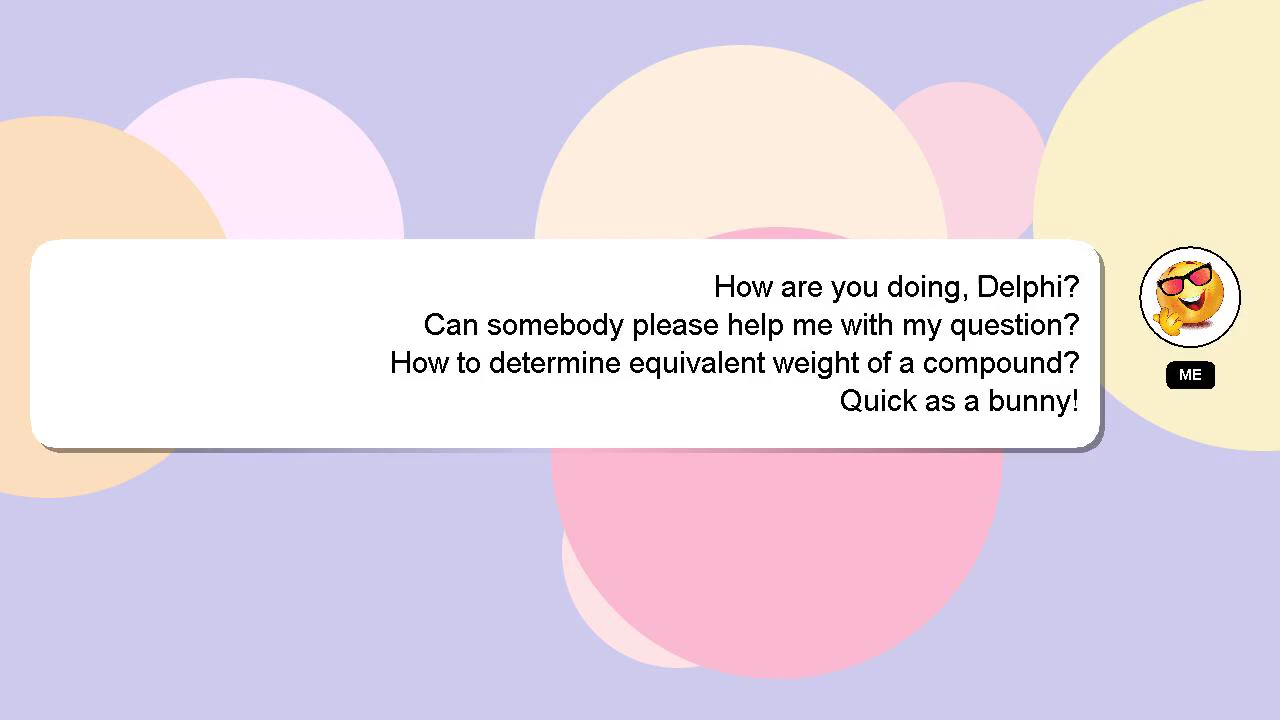 How are you doing, Delphi?
Can somebody please help me with my question?
How to determine equivalent weight of a compound?
Quick as a bunny!
ME